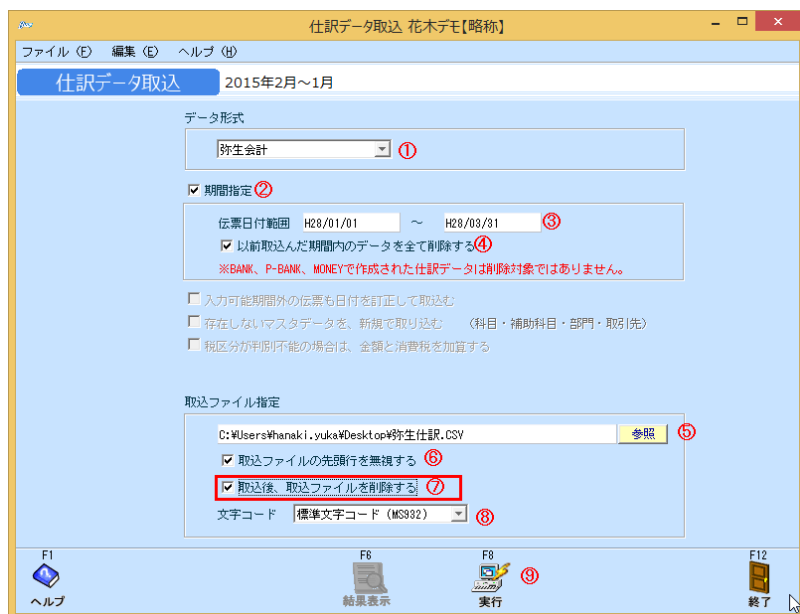 仕訳データ取込 花木デモ【略称】
ファイル (F) 編集 (E) ヘルプ (H)
仕訳データ取込 2015年2月～1月
データ形式
弥生会計 ①
期間指定 ②
伝票日付範囲 H28/01/01 ～ H28/03/31 ③
以前取込んだ期間内のデータを全て削除する ④
※BANK、P-BANK、MONEYで作成された仕訳データは削除対象ではありません。
入力可能期間外の伝票も日付を訂正して取込む
存在しないマスタデータを、新規で取り込む （科目・補助科目・部門・取引先）
税区分が判別不能の場合は、金額と消費税を加算する
取込ファイル指定
C:¥Users¥hanaki.yuka¥Desktop¥弥生仕訳.CSV 参照 ⑤
取込ファイルの先頭行を無視する ⑥
取込後、取込ファイルを削除する ⑦
文字コード 標準文字コード（MS932） ⑧
F1 F6 F8 F12
⑨
ヘルプ 結果表示 実行 終了